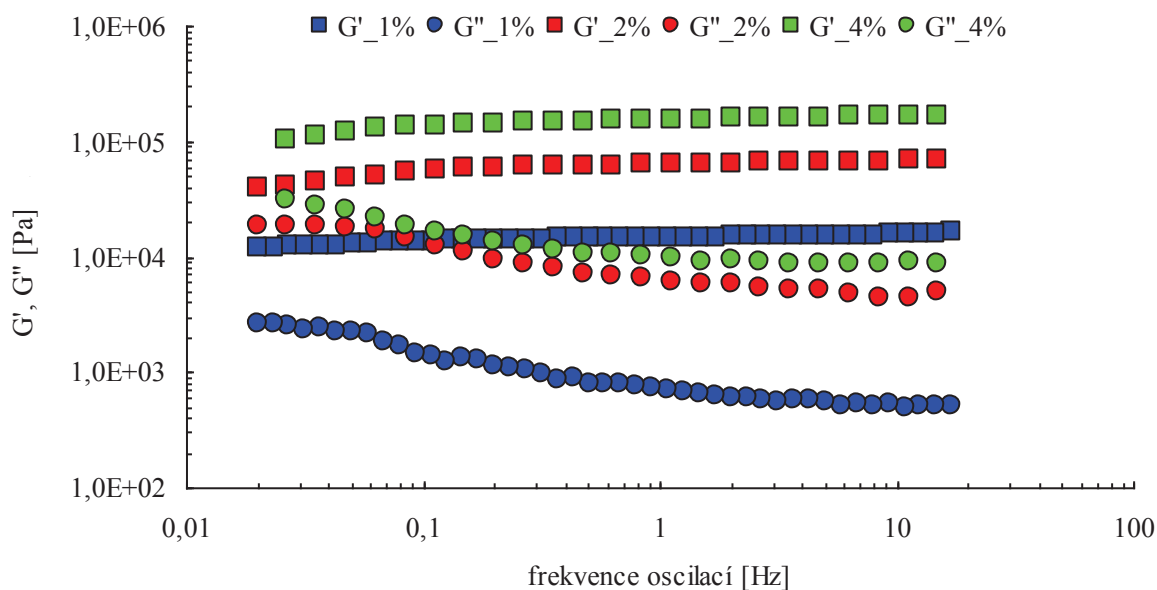 1,0E+06
G'_1% G''_1% G'_2% G''_2% G'_4% G''_4%
1,0E+05
1,0E+04
1,0E+03
1,0E+02
G', G'' [Pa]
0,01 0,1 1 10 100
frekvence oscilací [Hz]